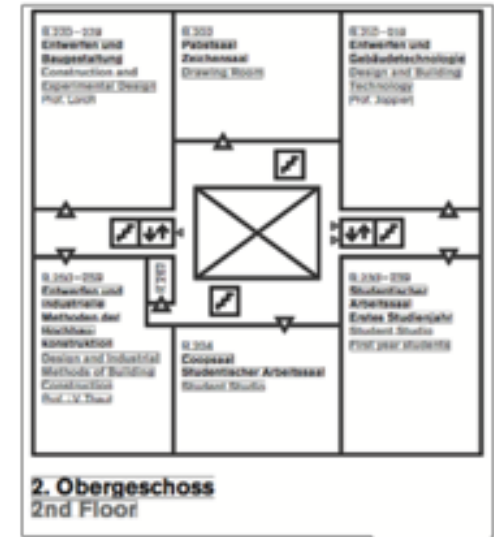 Entwerfen und
Baugestaltung
Construction and
Experimental Design
Prof. Lorch
Pabstsaal
Zeichensaal
Drawing Room
Entwerfen und
Gebäudetechnologie
Design and Building
Technology
Entwerfen und
industrielle
Methoden der
Hochbau-
konstruktion
Design and Industrial
Methods of Building
Construction
Coopsaal
Studentischer Arbeitssaal
Student Studio
Studentischer
Arbeitssaal
Erstes Studienjahr
Student Studio
First year students
2. Obergeschoss
2nd Floor